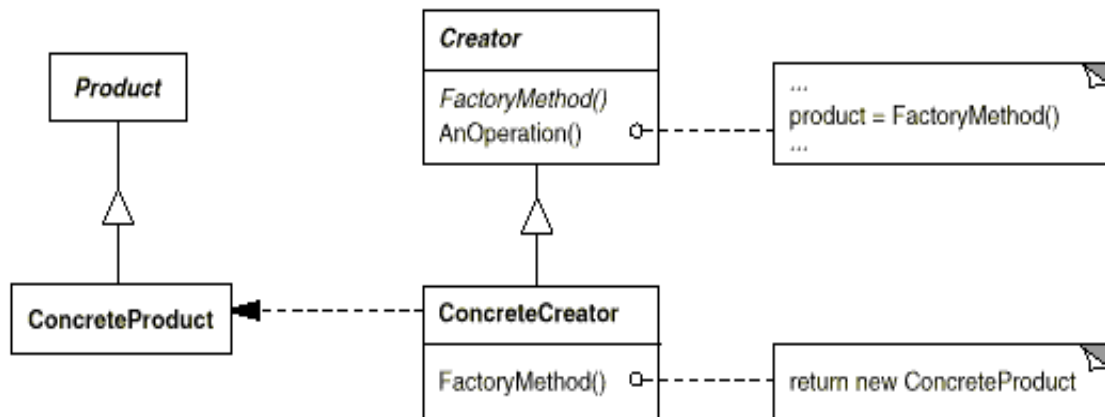 Creator
Product
FactoryMethod()
AnOperation()
...
product = FactoryMethod()
...
ConcreteProduct
ConcreteCreator
FactoryMethod()
return new ConcreteProduct